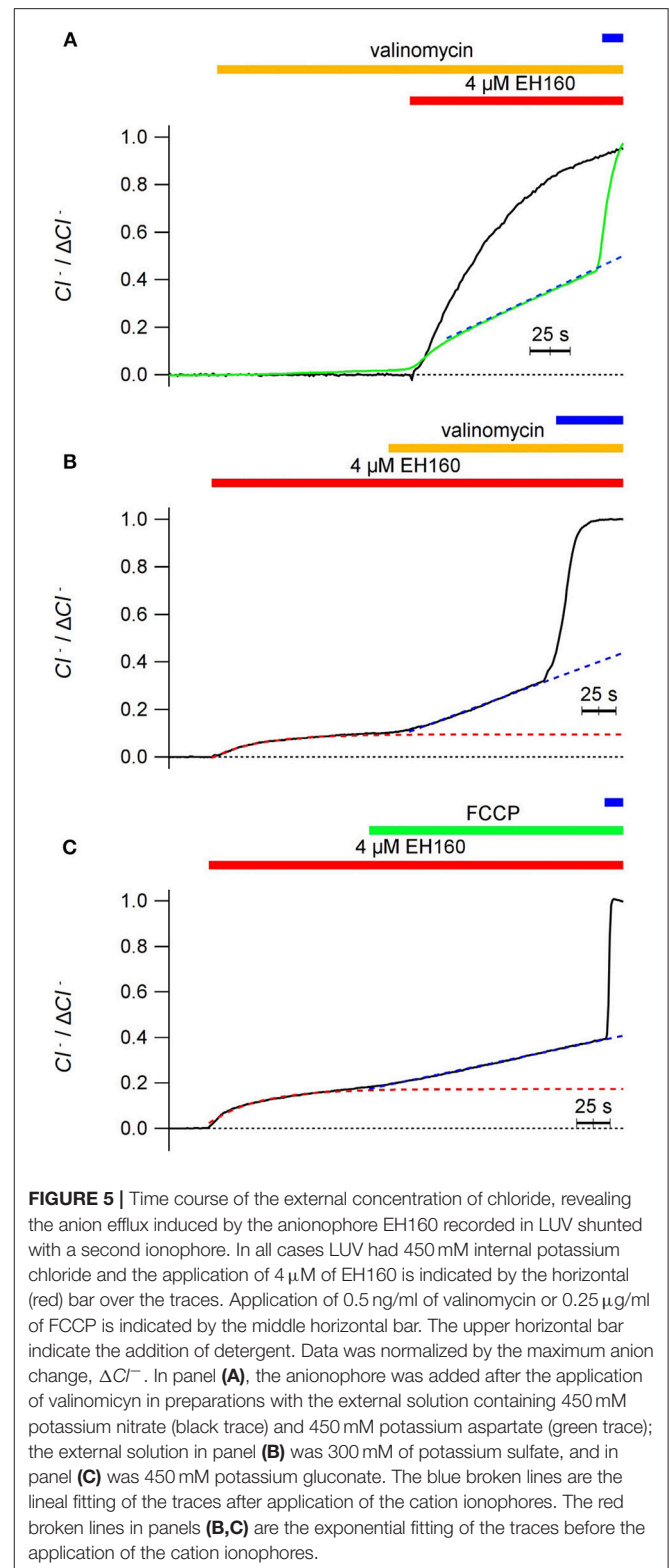 A
valinomycin
4 μM EH160
1.0
0.8
0.6
0.4
0.2
0.0
Cl⁻ / ΔCl⁻
25 s
B
valinomycin
4 μM EH160
1.0
0.8
0.6
0.4
0.2
0.0
Cl⁻ / ΔCl⁻
25 s
C
FCCP
4 μM EH160
1.0
0.8
0.6
0.4
0.2
0.0
Cl⁻ / ΔCl⁻
25 s
FIGURE 5 | Time course of the external concentration of chloride, revealing
the anion efflux induced by the anionophore EH160 recorded in LUV shunted
with a second ionophore. In all cases LUV had 450 mM internal potassium
chloride and the application of 4 μM of EH160 is indicated by the horizontal
(red) bar over the traces. Application of 0.5 ng/ml of valinomycin or 0.25 μg/ml
of FCCP is indicated by the middle horizontal bar. The upper horizontal bar
indicate the addition of detergent. Data was normalized by the maximum anion
change, ΔCl⁻. In panel (A), the anionophore was added after the application
of valinomicyn in preparations with the external solution containing 450 mM
potassium nitrate (black trace) and 450 mM potassium aspartate (green trace);
the external solution in panel (B) was 300 mM of potassium sulfate, and in
panel (C) was 450 mM potassium gluconate. The blue broken lines are the
lineal fitting of the traces after application of the cation ionophores. The red
broken lines in panels (B,C) are the exponential fitting of the traces before the
application of the cation ionophores.